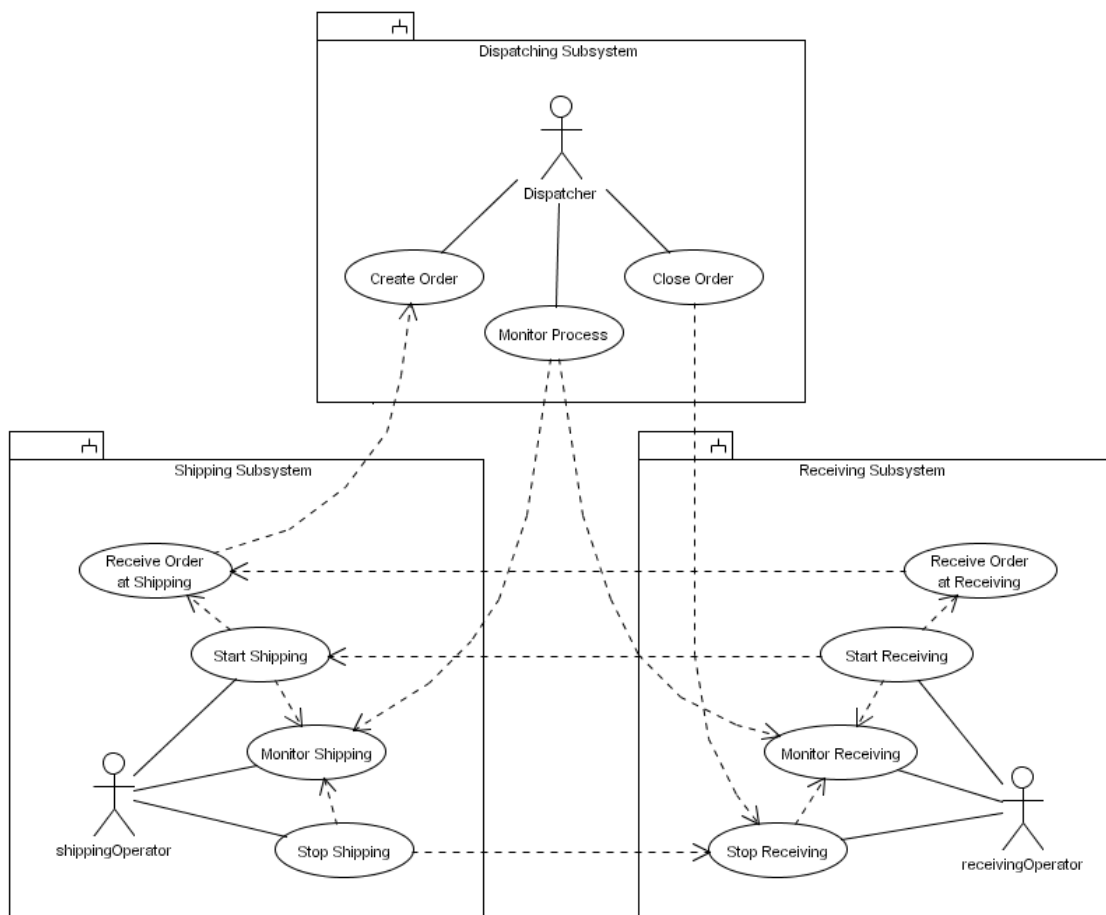 Dispatching Subsystem
Dispatcher
Create Order
Close Order
Monitor Process
Shipping Subsystem
Receive Order
at Shipping
Start Shipping
Monitor Shipping
shippingOperator
Stop Shipping
Receiving Subsystem
Receive Order
at Receiving
Start Receiving
Monitor Receiving
Stop Receiving
receivingOperator